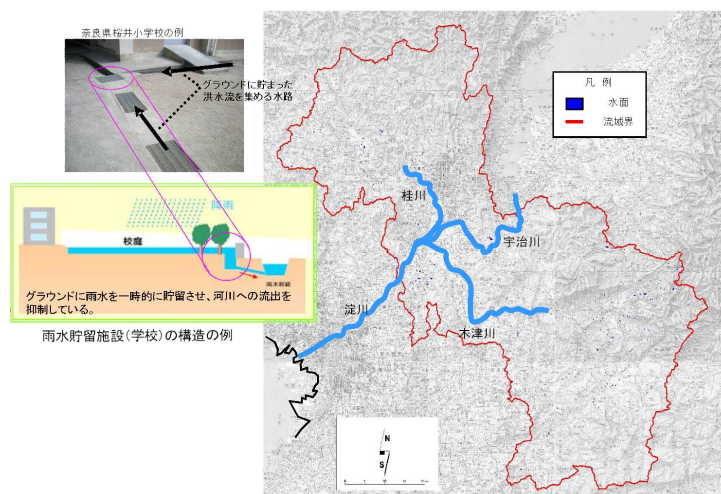 奈良県桜井小学校の例
グラウンドに貯まった
洪水流を集める水路
降雨
校庭
雨水幹線
グラウンドに雨水を一時的に貯留させ、河川への流出を
抑制している。
雨水貯留施設(学校)の構造の例
凡 例
水面
流域界
桂川
宇治川
淀川
木津川
N
S